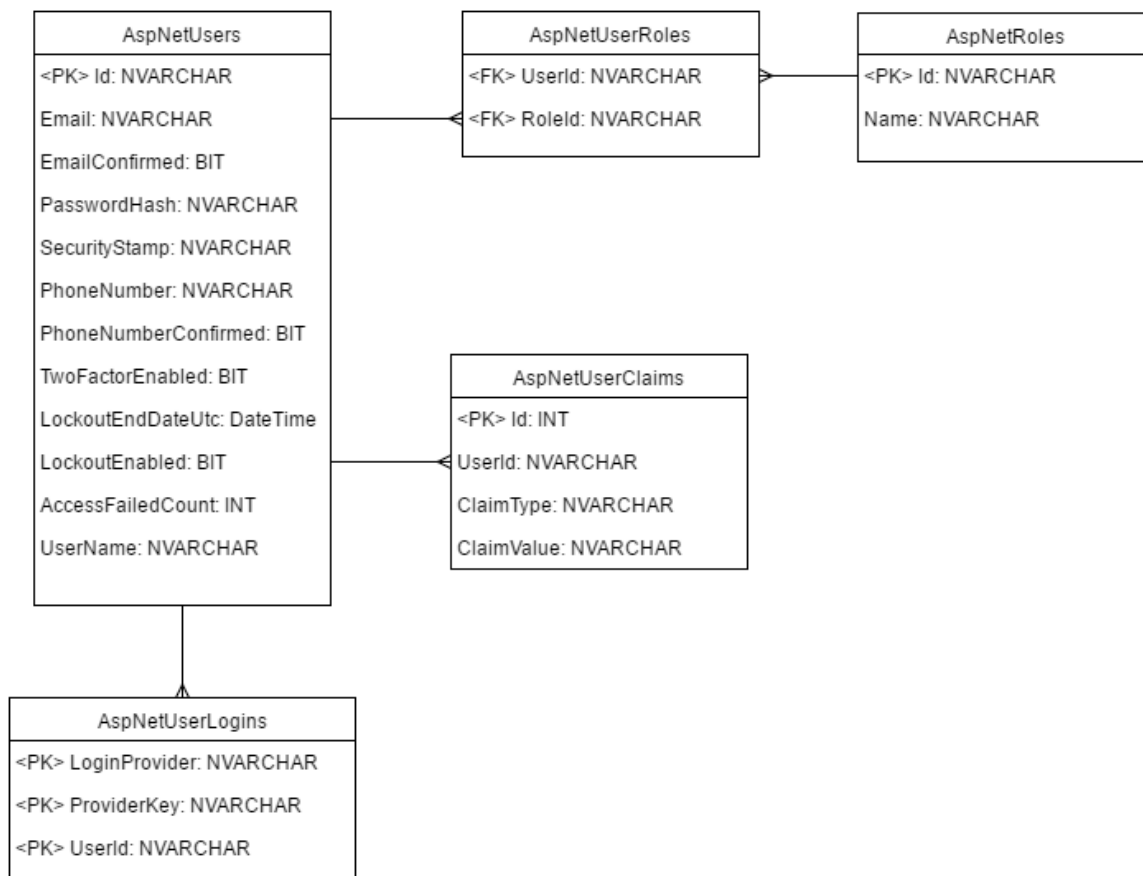 AspNetUsers
<PK> Id: NVARCHAR
Email: NVARCHAR
EmailConfirmed: BIT
PasswordHash: NVARCHAR
SecurityStamp: NVARCHAR
PhoneNumber: NVARCHAR
PhoneNumberConfirmed: BIT
TwoFactorEnabled: BIT
LockoutEndDateUtc: DateTime
LockoutEnabled: BIT
AccessFailedCount: INT
UserName: NVARCHAR
AspNetUserRoles
<FK> UserId: NVARCHAR
<FK> RoleId: NVARCHAR
AspNetRoles
<PK> Id: NVARCHAR
Name: NVARCHAR
AspNetUserClaims
<PK> Id: INT
UserId: NVARCHAR
ClaimType: NVARCHAR
ClaimValue: NVARCHAR
AspNetUserLogins
<PK> LoginProvider: NVARCHAR
<PK> ProviderKey: NVARCHAR
<PK> UserId: NVARCHAR